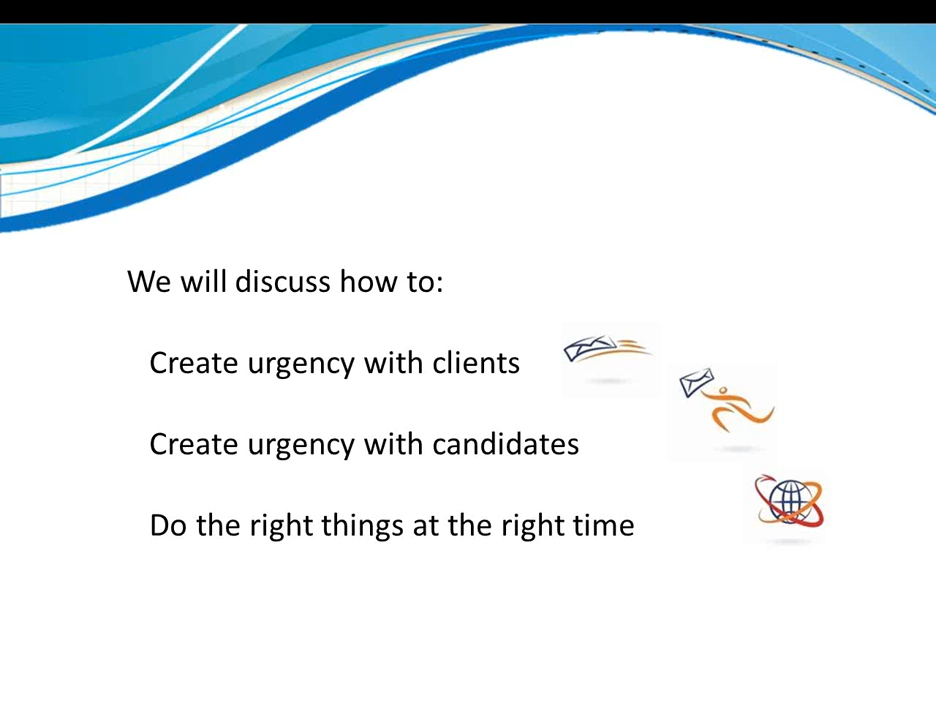 We will discuss how to:
Create urgency with clients
Create urgency with candidates
Do the right things at the right time